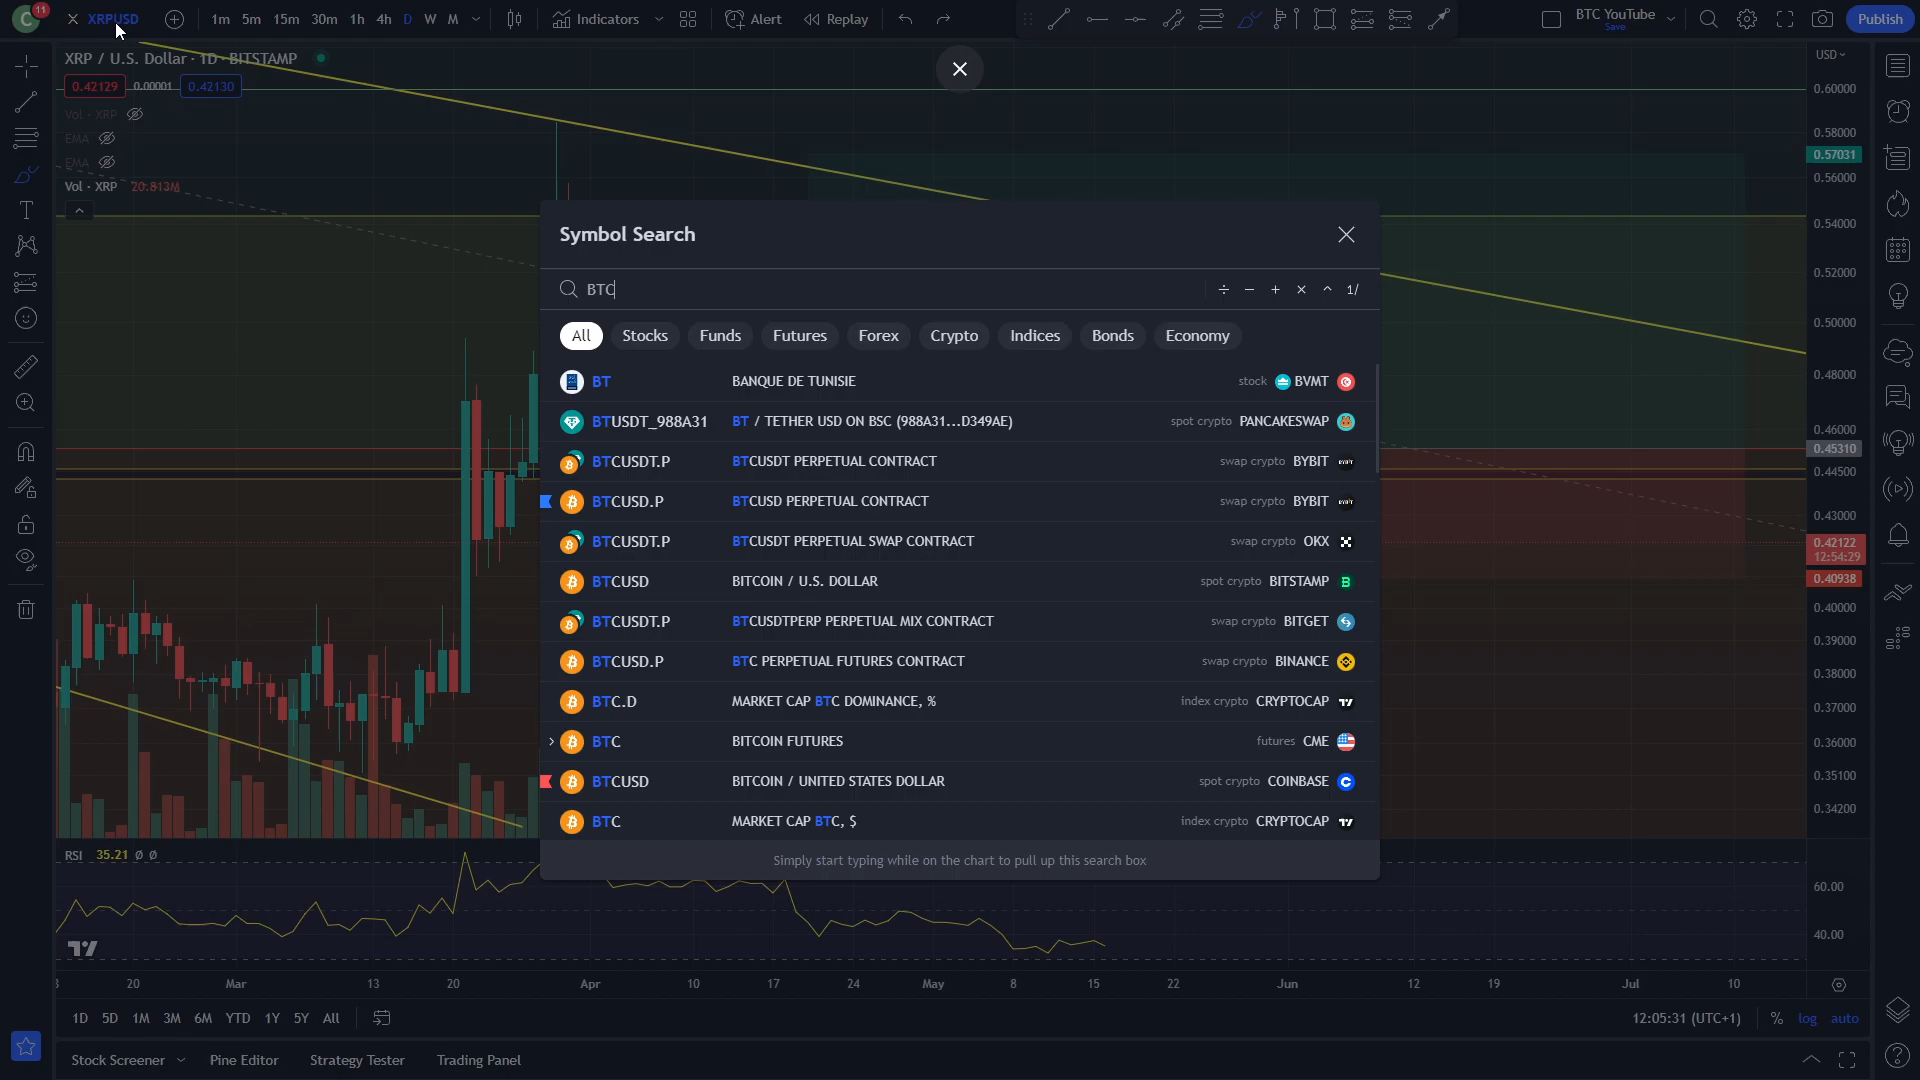 C 11 XRPUSD 1m 5m 15m 30m 1h 4h D W M Indicators Alert Replay BTC YouTube Save Publish
XRP / U.S. Dollar · 1D · BITSTAMP
USD
0.42129 0.00001 0.42130
Vol · XRP
EMA
EMA
Vol · XRP 20.813M
Symbol Search
BTC ÷ − + × ^ 1/
All Stocks Funds Futures Forex Crypto Indices Bonds Economy
BT BANQUE DE TUNISIE stock BVMT
BTUSDT_988A31 BT / TETHER USD ON BSC (988A31...D349AE) spot crypto PANCAKESWAP
BTCUSDT.P BTCUSDT PERPETUAL CONTRACT swap crypto BYBIT
BTCUSD.P BTCUSD PERPETUAL CONTRACT swap crypto BYBIT
BTCUSDT.P BTCUSDT PERPETUAL SWAP CONTRACT swap crypto OKX
BTCUSD BITCOIN / U.S. DOLLAR spot crypto BITSTAMP
BTCUSDT.P BTCUSDTPERP PERPETUAL MIX CONTRACT swap crypto BITGET
BTCUSD.P BTC PERPETUAL FUTURES CONTRACT swap crypto BINANCE
BTC.D MARKET CAP BTC DOMINANCE, % index crypto CRYPTOCAP
BTC BITCOIN FUTURES futures CME
BTCUSD BITCOIN / UNITED STATES DOLLAR spot crypto COINBASE
BTC MARKET CAP BTC, $ index crypto CRYPTOCAP
Simply start typing while on the chart to pull up this search box
0.60000
0.58000
0.57031
0.56000
0.54000
0.52000
0.50000
0.48000
0.46000
0.45310
0.44500
0.43000
0.42122
12:54:29
0.40938
0.40000
0.39000
0.38000
0.37000
0.36000
0.35100
0.34200
RSI 35.21 Ø Ø
60.00
40.00
20 Mar 13 20 Apr 10 17 24 May 8 15 22 Jun 12 19 Jul 10
1D 5D 1M 3M 6M YTD 1Y 5Y All 12:05:31 (UTC+1) % log auto
Stock Screener Pine Editor Strategy Tester Trading Panel